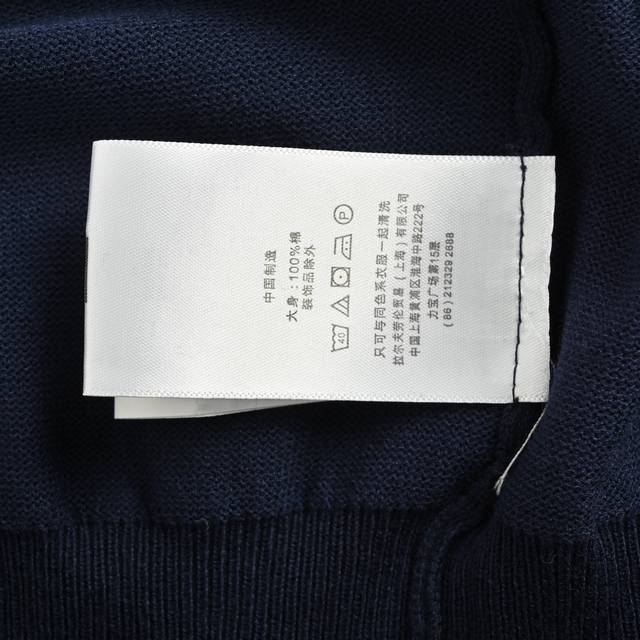 中国制造
大身：100%棉
装饰品除外
40 P
只可与同色系衣服一起清洗
拉尔夫劳伦贸易（上海）有限公司
中国上海黄浦区淮海中路222号
力宝广场第15层
(86) 212329 2888